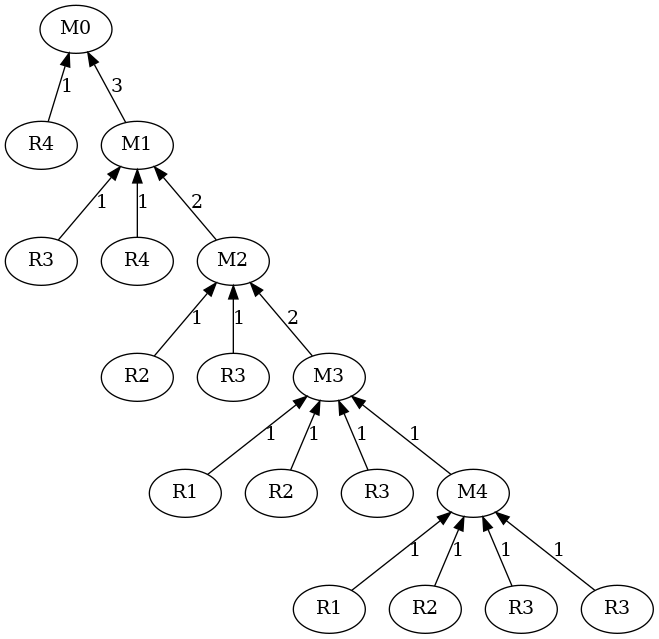 M0
1 3
R4 M1
1 1 2
R3 R4 M2
1 1 2
R2 R3 M3
1 1 1 1
R1 R2 R3 M4
1 1 1 1
R1 R2 R3 R3